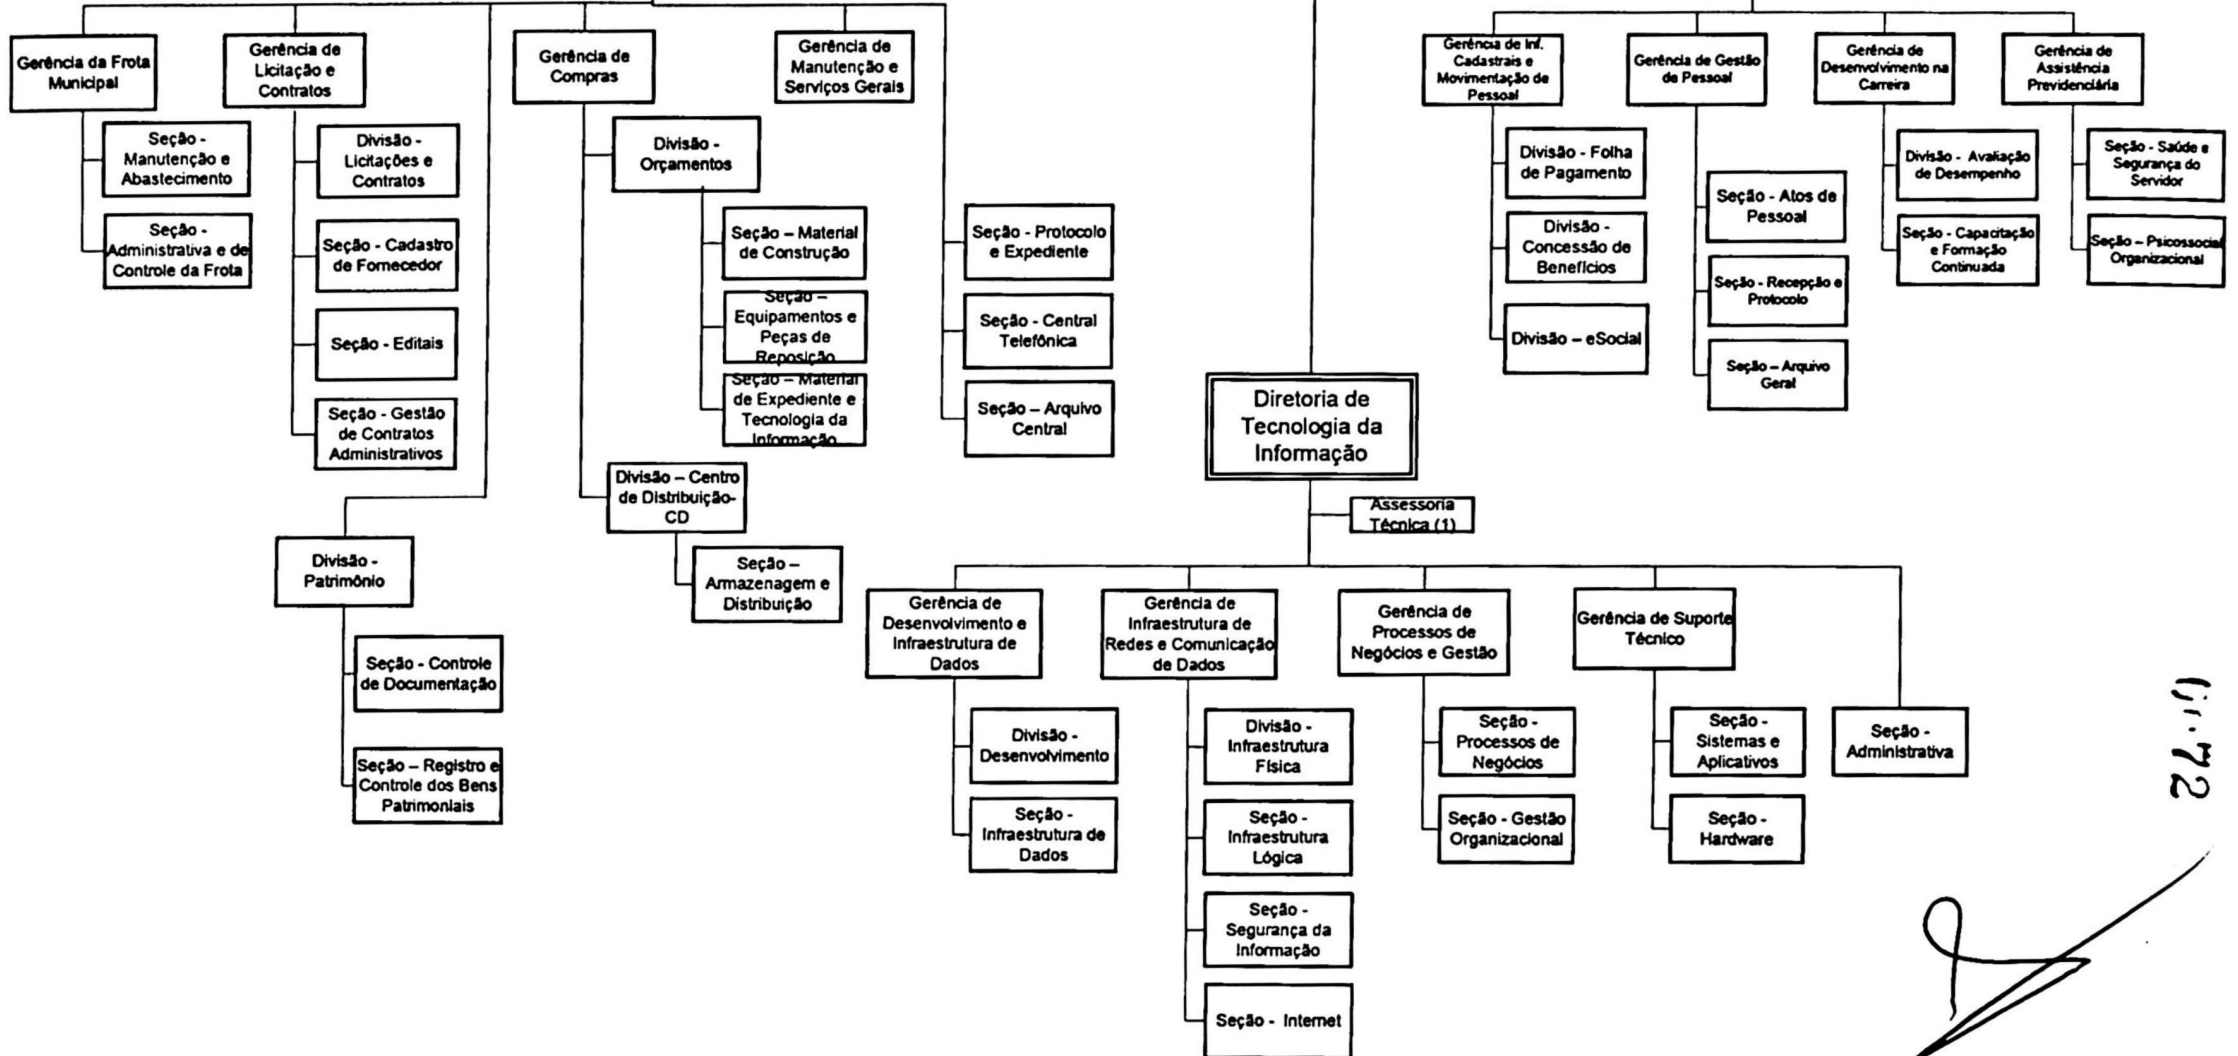 Gerência da Frota
Municipal
Seção -
Manutenção e
Abastecimento
Seção -
Administrativa e de
Controle da Frota
Gerência de
Licitação e
Contratos
Divisão -
Licitações e
Contratos
Seção - Cadastro
de Fornecedor
Seção - Editais
Seção - Gestão
de Contratos
Administrativos
Divisão -
Patrimônio
Seção - Controle
de Documentação
Seção – Registro e
Controle dos Bens
Patrimoniais
Gerência de
Compras
Divisão -
Orçamentos
Seção – Material
de Construção
Seção –
Equipamentos e
Peças de
Reposição
Seção – Material
de Expediente e
Tecnologia da
Informação
Divisão – Centro
de Distribuição-
CD
Seção –
Armazenagem e
Distribuição
Gerência de
Manutenção e
Serviços Gerais
Seção - Protocolo
e Expediente
Seção - Central
Telefônica
Seção – Arquivo
Central
Diretoria de
Tecnologia da
Informação
Assessoria
Técnica (1)
Gerência de
Desenvolvimento e
Infraestrutura de
Dados
Divisão -
Desenvolvimento
Seção -
Infraestrutura de
Dados
Gerência de
Infraestrutura de
Redes e Comunicação
de Dados
Divisão -
Infraestrutura
Física
Seção -
Infraestrutura
Lógica
Seção -
Segurança da
Informação
Seção - Internet
Gerência de
Processos de
Negócios e Gestão
Seção -
Processos de
Negócios
Seção - Gestão
Organizacional
Gerência de Suporte
Técnico
Seção -
Sistemas e
Aplicativos
Seção -
Hardware
Seção -
Administrativa
Gerência de Inf.
Cadastrais e
Movimentação de
Pessoal
Divisão - Folha
de Pagamento
Divisão -
Concessão de
Benefícios
Divisão – eSocial
Gerência de Gestão
de Pessoal
Seção - Atos de
Pessoal
Seção - Recepção e
Protocolo
Seção – Arquivo
Geral
Gerência de
Desenvolvimento na
Carreira
Divisão - Avaliação
de Desempenho
Seção - Capacitação
e Formação
Continuada
Gerência de
Assistência
Previdenciária
Seção - Saúde e
Segurança do
Servidor
Seção – Psicossocial
Organizacional
72